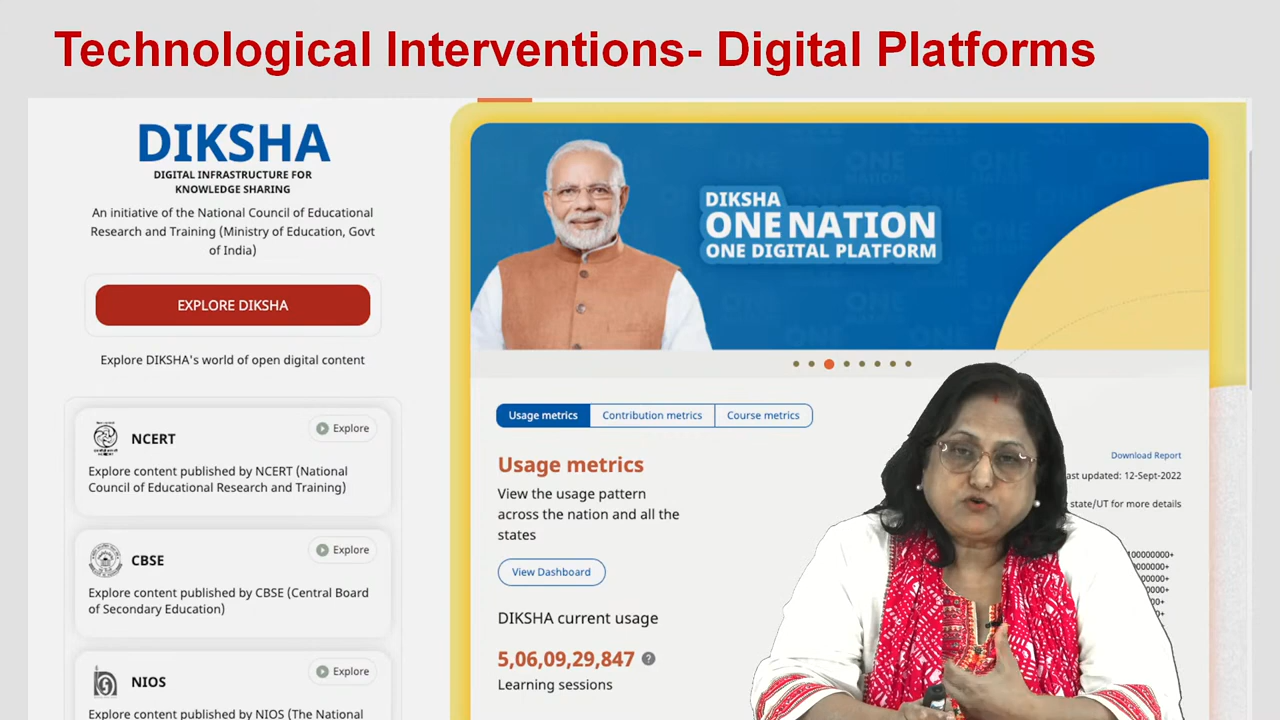 Technological Interventions- Digital Platforms
DIKSHA
DIGITAL INFRASTRUCTURE FOR
KNOWLEDGE SHARING
An initiative of the National Council of Educational
Research and Training (Ministry of Education, Govt
of India)
EXPLORE DIKSHA
Explore DIKSHA's world of open digital content
NCERT
Explore
Explore content published by NCERT (National
Council of Educational Research and Training)
CBSE
Explore
Explore content published by CBSE (Central Board
of Secondary Education)
NIOS
Explore
Explore content published by NIOS (The National
DIKSHA
ONE NATION
ONE DIGITAL PLATFORM
Usage metrics
Contribution metrics
Course metrics
Usage metrics
View the usage pattern
across the nation and all the
states
View Dashboard
DIKSHA current usage
5,06,09,29,847 ?
Learning sessions
Download Report
updated: 12-Sept-2022
state/UT for more details